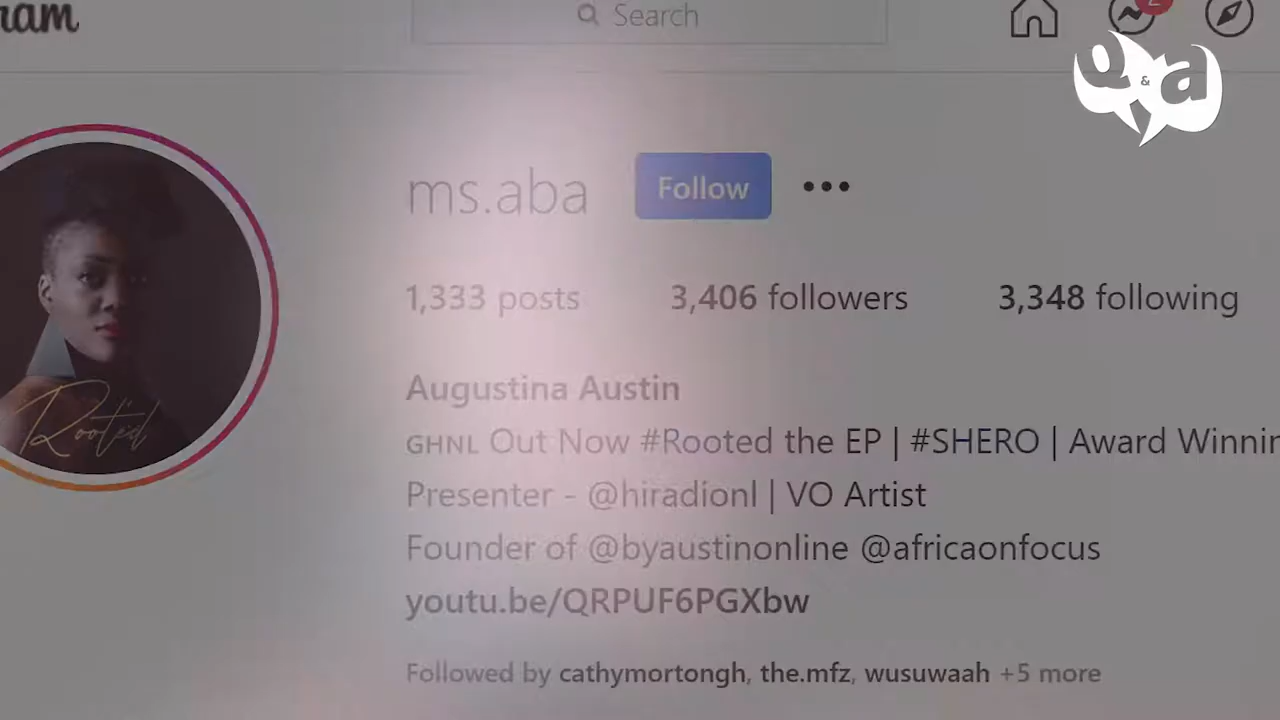 ram
Search
2
a&a
ms.aba
Follow
1,333 posts
3,406 followers
3,348 following
Rooted
Augustina Austin
GHNL Out Now #Rooted the EP | #SHERO | Award Winnin
Presenter - @hiradionl | VO Artist
Founder of @byaustinonline @africaonfocus
youtu.be/QRPUF6PGXbw
Followed by cathymortongh, the.mfz, wusuwaah +5 more